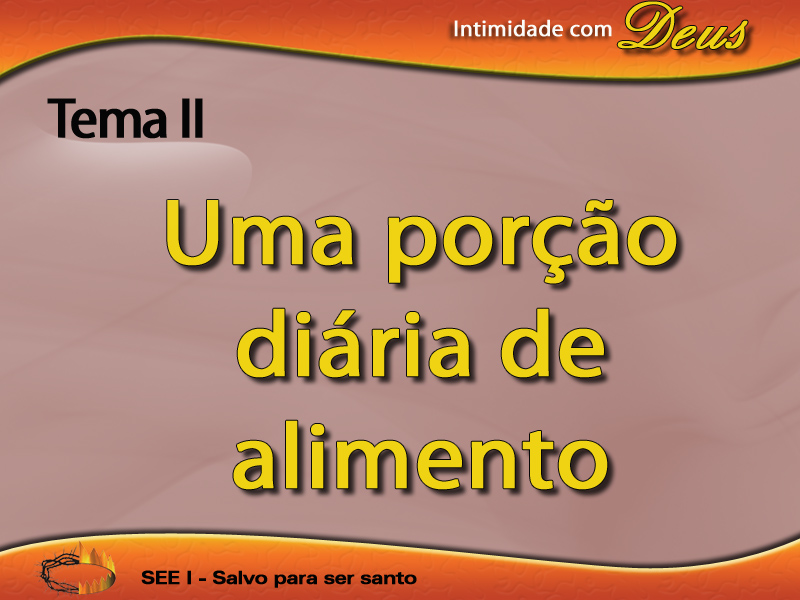 Intimidade com Deus
Tema II
Uma porção
diária de
alimento
SEE I - Salvo para ser santo